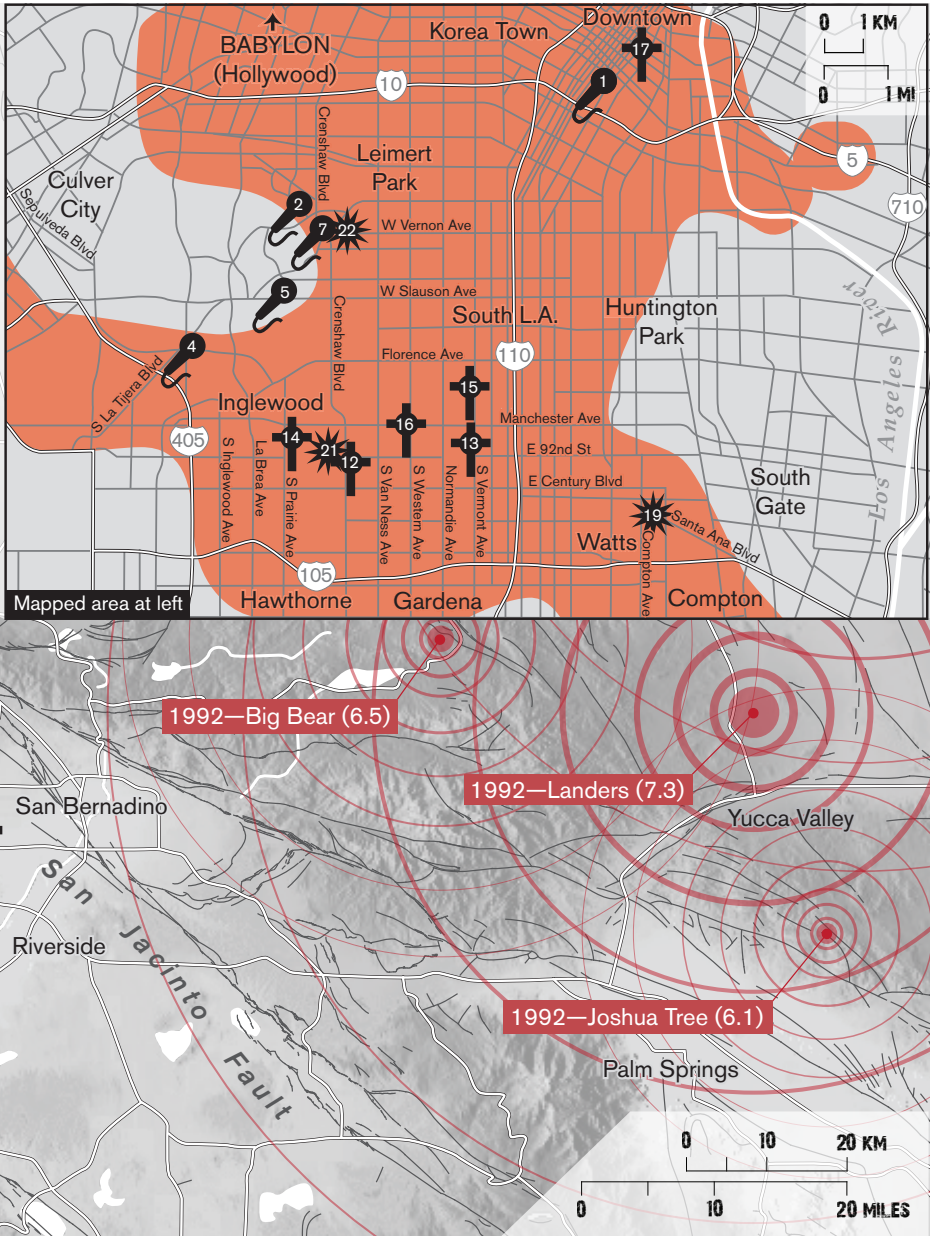 Downtown
Korea Town
BABYLON
(Hollywood)
0 1 KM
0 1 MI
17
1
10
Crenshaw Blvd
Leimert
Park
5
Culver
City
Sepulveda Blvd
710
2
7
22
W Vernon Ave
5
W Slauson Ave
Crenshaw Blvd
South L.A.
Huntington
Park
Los Angeles River
4
Florence Ave
110
S La Tijera Blvd
15
Inglewood
16
Manchester Ave
405
14
21
12
13
E 92nd St
S Inglewood Ave
La Brea Ave
S Prairie Ave
S Van Ness Ave
S Western Ave
Normandie Ave
S Vermont Ave
E Century Blvd
South
Gate
19
Santa Ana Blvd
Watts
Compton Ave
105
Mapped area at left
Hawthorne
Gardena
Compton
1992—Big Bear (6.5)
1992—Landers (7.3)
San Bernadino
Yucca Valley
San Jacinto Fault
Riverside
1992—Joshua Tree (6.1)
Palm Springs
0 10 20 KM
0 10 20 MILES